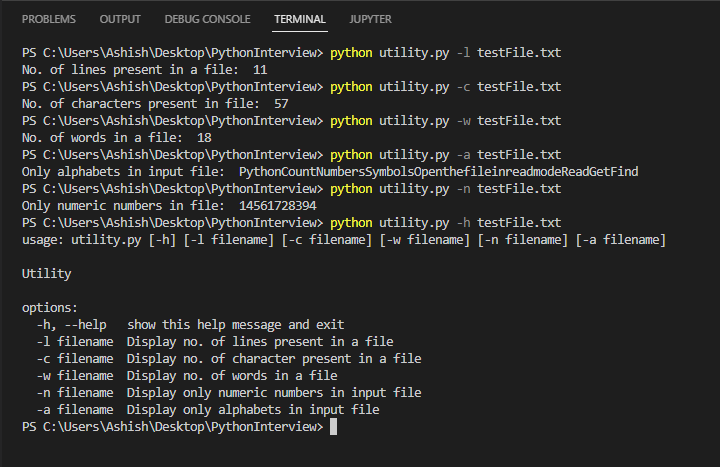 PROBLEMS OUTPUT DEBUG CONSOLE TERMINAL JUPYTER
PS C:\Users\Ashish\Desktop\PythonInterview> python utility.py -l testFile.txt
No. of lines present in a file:  11
PS C:\Users\Ashish\Desktop\PythonInterview> python utility.py -c testFile.txt
No. of characters present in file:  57
PS C:\Users\Ashish\Desktop\PythonInterview> python utility.py -w testFile.txt
No. of words in a file:  18
PS C:\Users\Ashish\Desktop\PythonInterview> python utility.py -a testFile.txt
Only alphabets in input file:  PythonCountNumbersSymbolsOpenthefileinreadmodeReadGetFind
PS C:\Users\Ashish\Desktop\PythonInterview> python utility.py -n testFile.txt
Only numeric numbers in file:  14561728394
PS C:\Users\Ashish\Desktop\PythonInterview> python utility.py -h testFile.txt
usage: utility.py [-h] [-l filename] [-c filename] [-w filename] [-n filename] [-a filename]

Utility

options:
  -h, --help   show this help message and exit
  -l filename  Display no. of lines present in a file
  -c filename  Display no. of character present in a file
  -w filename  Display no. of words in a file
  -n filename  Display only numeric numbers in input file
  -a filename  Display only alphabets in input file
PS C:\Users\Ashish\Desktop\PythonInterview>